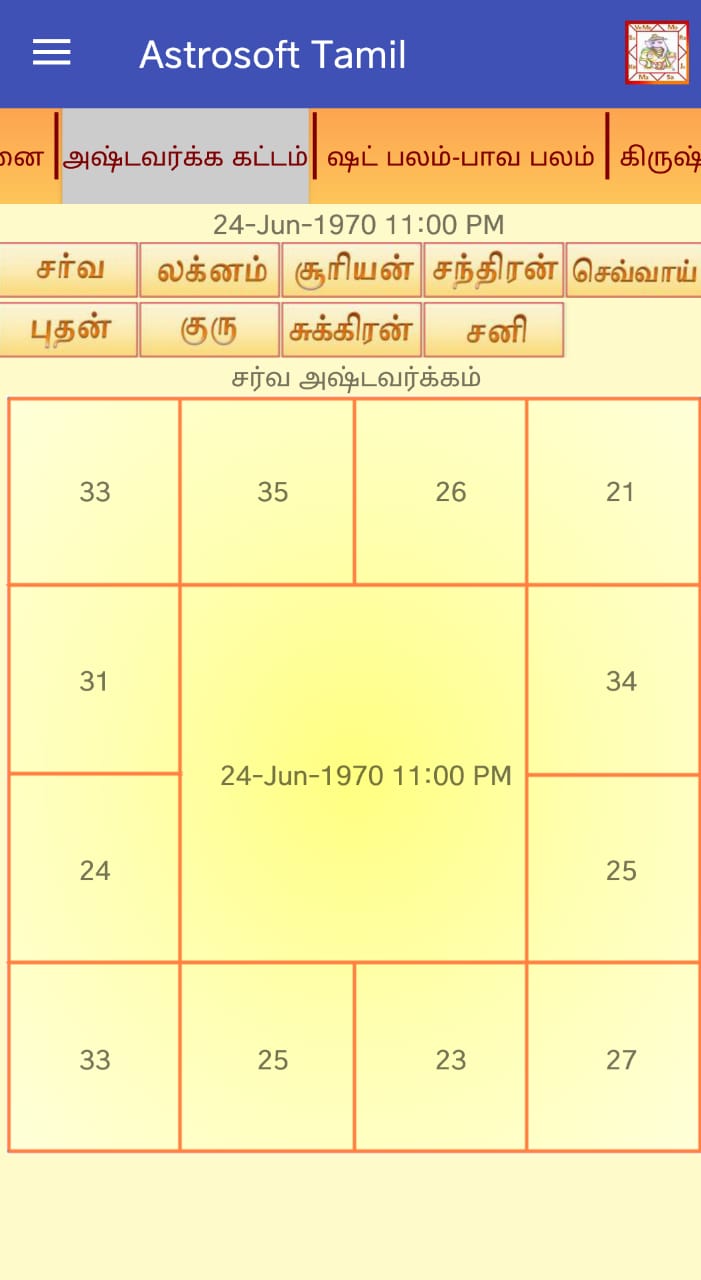 Astrosoft Tamil
னை அஷ்டவர்க்க கட்டம் ஷட் பலம்-பாவ பலம் கிருஷ்
24-Jun-1970 11:00 PM
சர்வ லக்னம் சூரியன் சந்திரன் செவ்வாய்
புதன் குரு சுக்கிரன் சனி
சர்வ அஷ்டவர்க்கம்
33 35 26 21
31 34
24-Jun-1970 11:00 PM
24 25
33 25 23 27